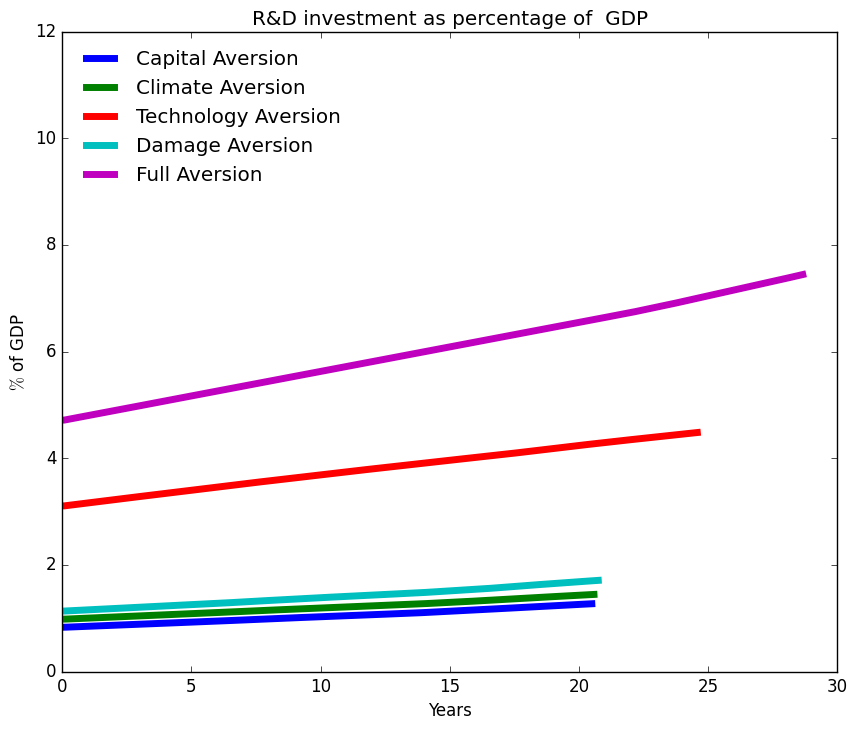 R&D investment as percentage of  GDP
12
10
8
6
4
2
0
% of GDP
Capital Aversion
Climate Aversion
Technology Aversion
Damage Aversion
Full Aversion
0 5 10 15 20 25 30
Years